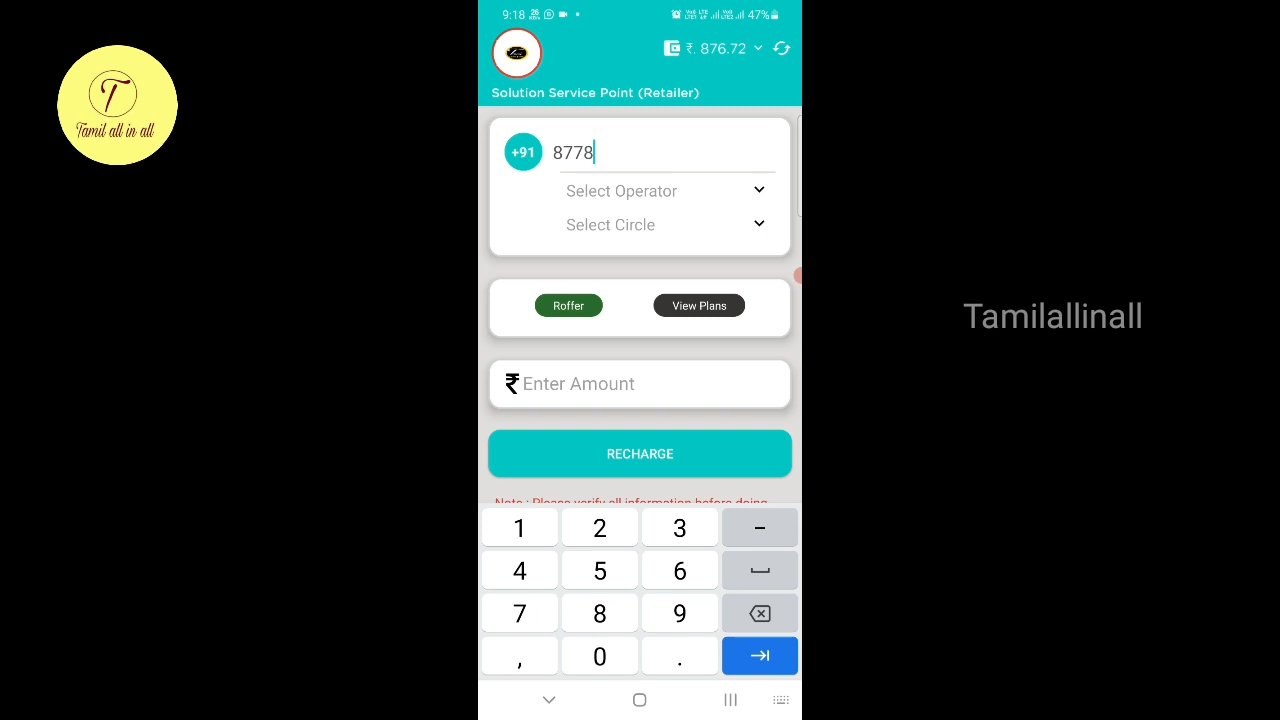 9:18
47%
₹. 876.72
Solution Service Point (Retailer)
T
Tamil all in all
+91 8778
Select Operator
Select Circle
Roffer View Plans
Tamilallinall
₹ Enter Amount
RECHARGE
Note : Please verify all information before doing
1 2 3 -
4 5 6
7 8 9
, 0 .